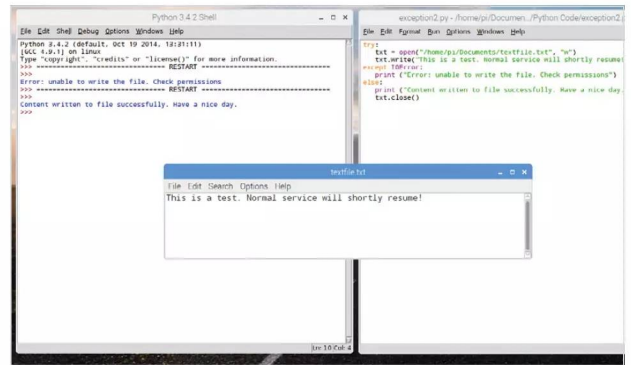 Python 3.4.2 Shell
File Edit Shell Debug Options Windows Help
Python 3.4.2 (default, Oct 19 2014, 13:31:11)
[GCC 4.9.1] on linux
Type "copyright", "credits" or "license()" for more information.
>>> ================================ RESTART ================================
>>>
Error: unable to write the file. Check permissions
>>> ================================ RESTART ================================
>>>
Content written to file successfully. Have a nice day.
>>>
Ln: 10 Col: 4
exception2.py - /home/pi/Documen.../Python Code/exception2.p
File Edit Format Run Options Windows Help
try:
txt = open("/home/pi/Documents/textfile.txt", "w")
txt.write("This is a test. Normal service will shortly resume
except IOError:
print ("Error: unable to write the file. Check permissions")
else:
print ("Content written to file successfully. Have a nice day.
txt.close()
textfile.txt
File Edit Search Options Help
This is a test. Normal service will shortly resume!